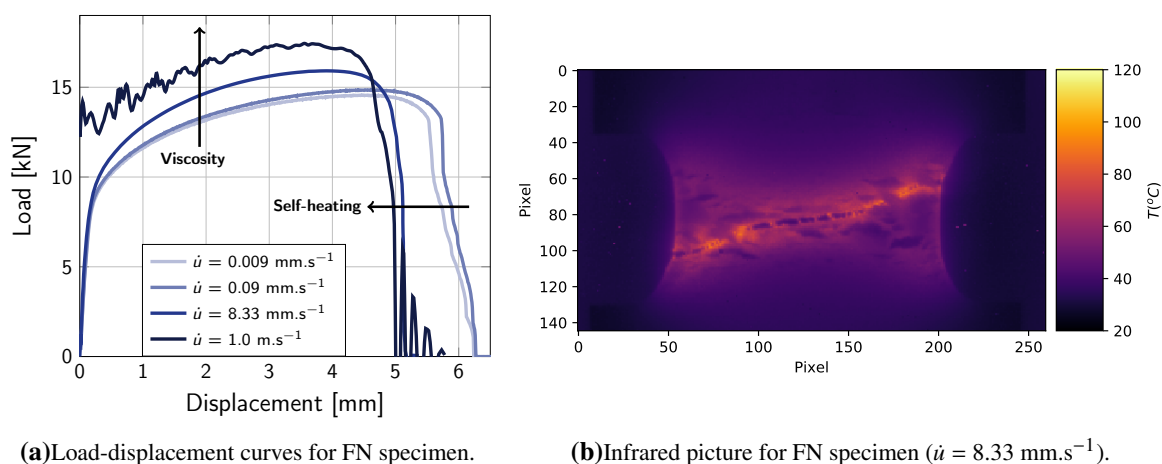 15
10
5
0
0
1
2
3
4
5
6
Load [kN]
Displacement [mm]
Viscosity
Self-heating
u̇ = 0.009 mm.s⁻¹
u̇ = 0.09 mm.s⁻¹
u̇ = 8.33 mm.s⁻¹
u̇ = 1.0 m.s⁻¹
(a)Load-displacement curves for FN specimen.
0
20
40
60
80
100
120
140
Pixel
0
50
100
150
200
250
Pixel
120
100
80
60
40
20
T(°C)
(b)Infrared picture for FN specimen (u̇ = 8.33 mm.s⁻¹).